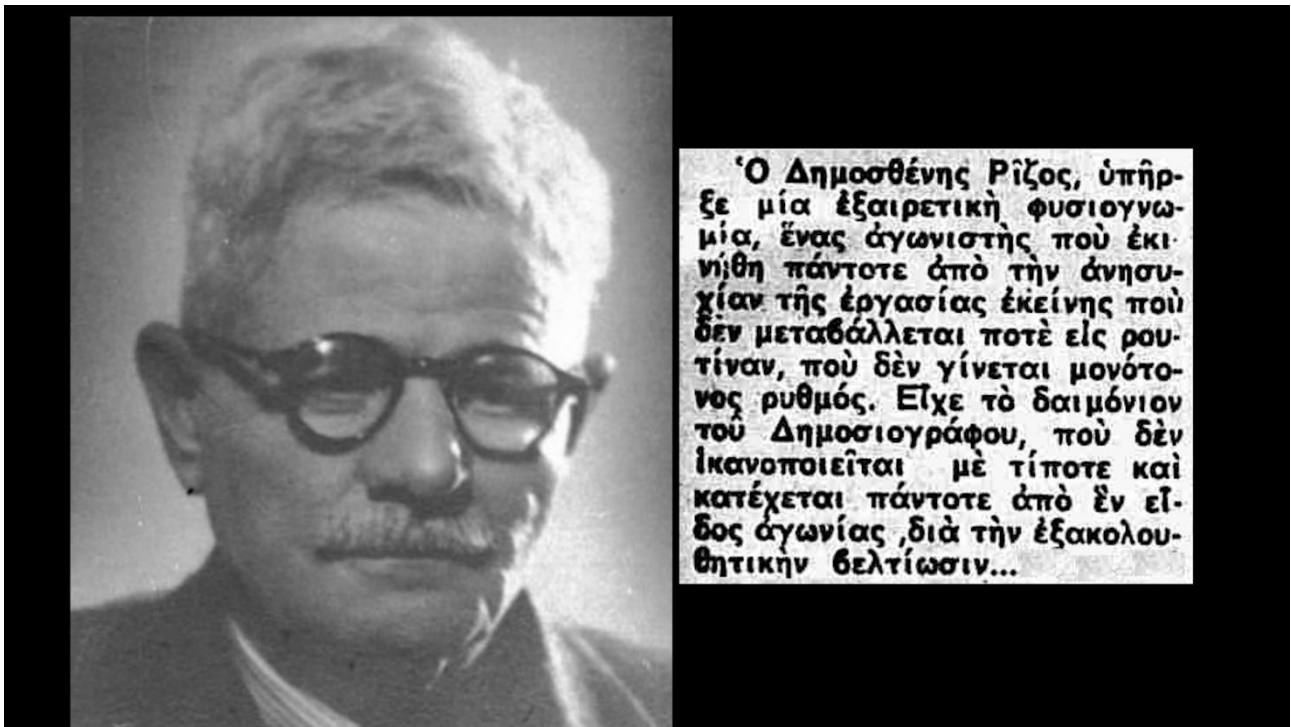 Ὁ Δημοσθένης Ρῖζος, ὑπῆρ-
ξε μία ἐξαιρετικὴ φυσιογνω-
μία, ἕνας ἀγωνιστὴς ποὺ ἐκι-
νήθη πάντοτε ἀπὸ τὴν ἀνησυ-
χίαν τῆς ἐργασίας ἐκείνης ποὺ
δὲν μεταβάλλεται ποτὲ εἰς ρου-
τίναν, ποὺ δὲν γίνεται μονότο-
νος ρυθμός. Εἶχε τὸ δαιμόνιον
τοῦ Δημοσιογράφου, ποὺ δὲν
ἱκανοποιεῖται μὲ τίποτε καὶ
κατέχεται πάντοτε ἀπὸ ἓν εἶ-
δος ἀγωνίας ,διὰ τὴν ἐξακολου-
θητικὴν βελτίωσιν...